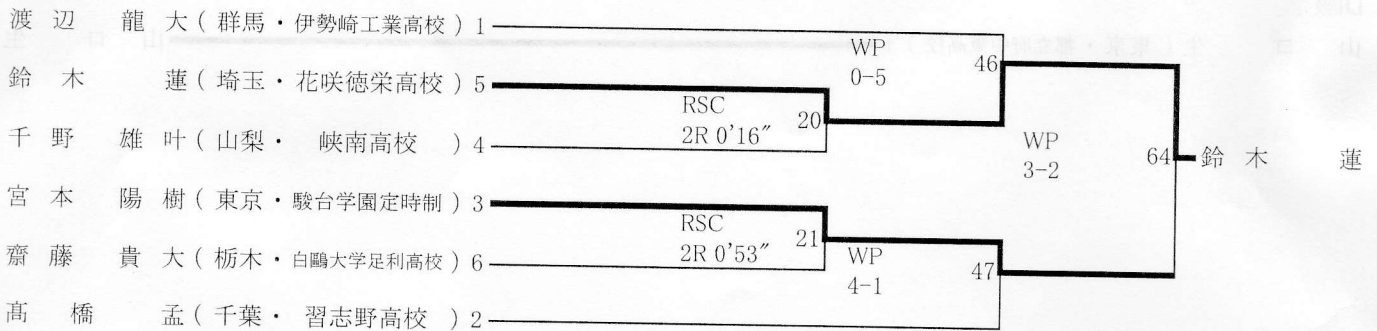 渡辺 龍大(群馬・伊勢崎工業高校)1
WP
0-5
46
鈴木 蓮(埼玉・花咲徳栄高校)5
RSC
2R 0'16"
20
千野 雄叶(山梨・峡南高校)4
WP
3-2
64
鈴木 蓮
宮本 陽樹(東京・駿台学園定時制)3
RSC
2R 0'53"
21
齋藤 貴大(栃木・白鷗大学足利高校)6
WP
4-1
47
髙橋 孟(千葉・習志野高校)2